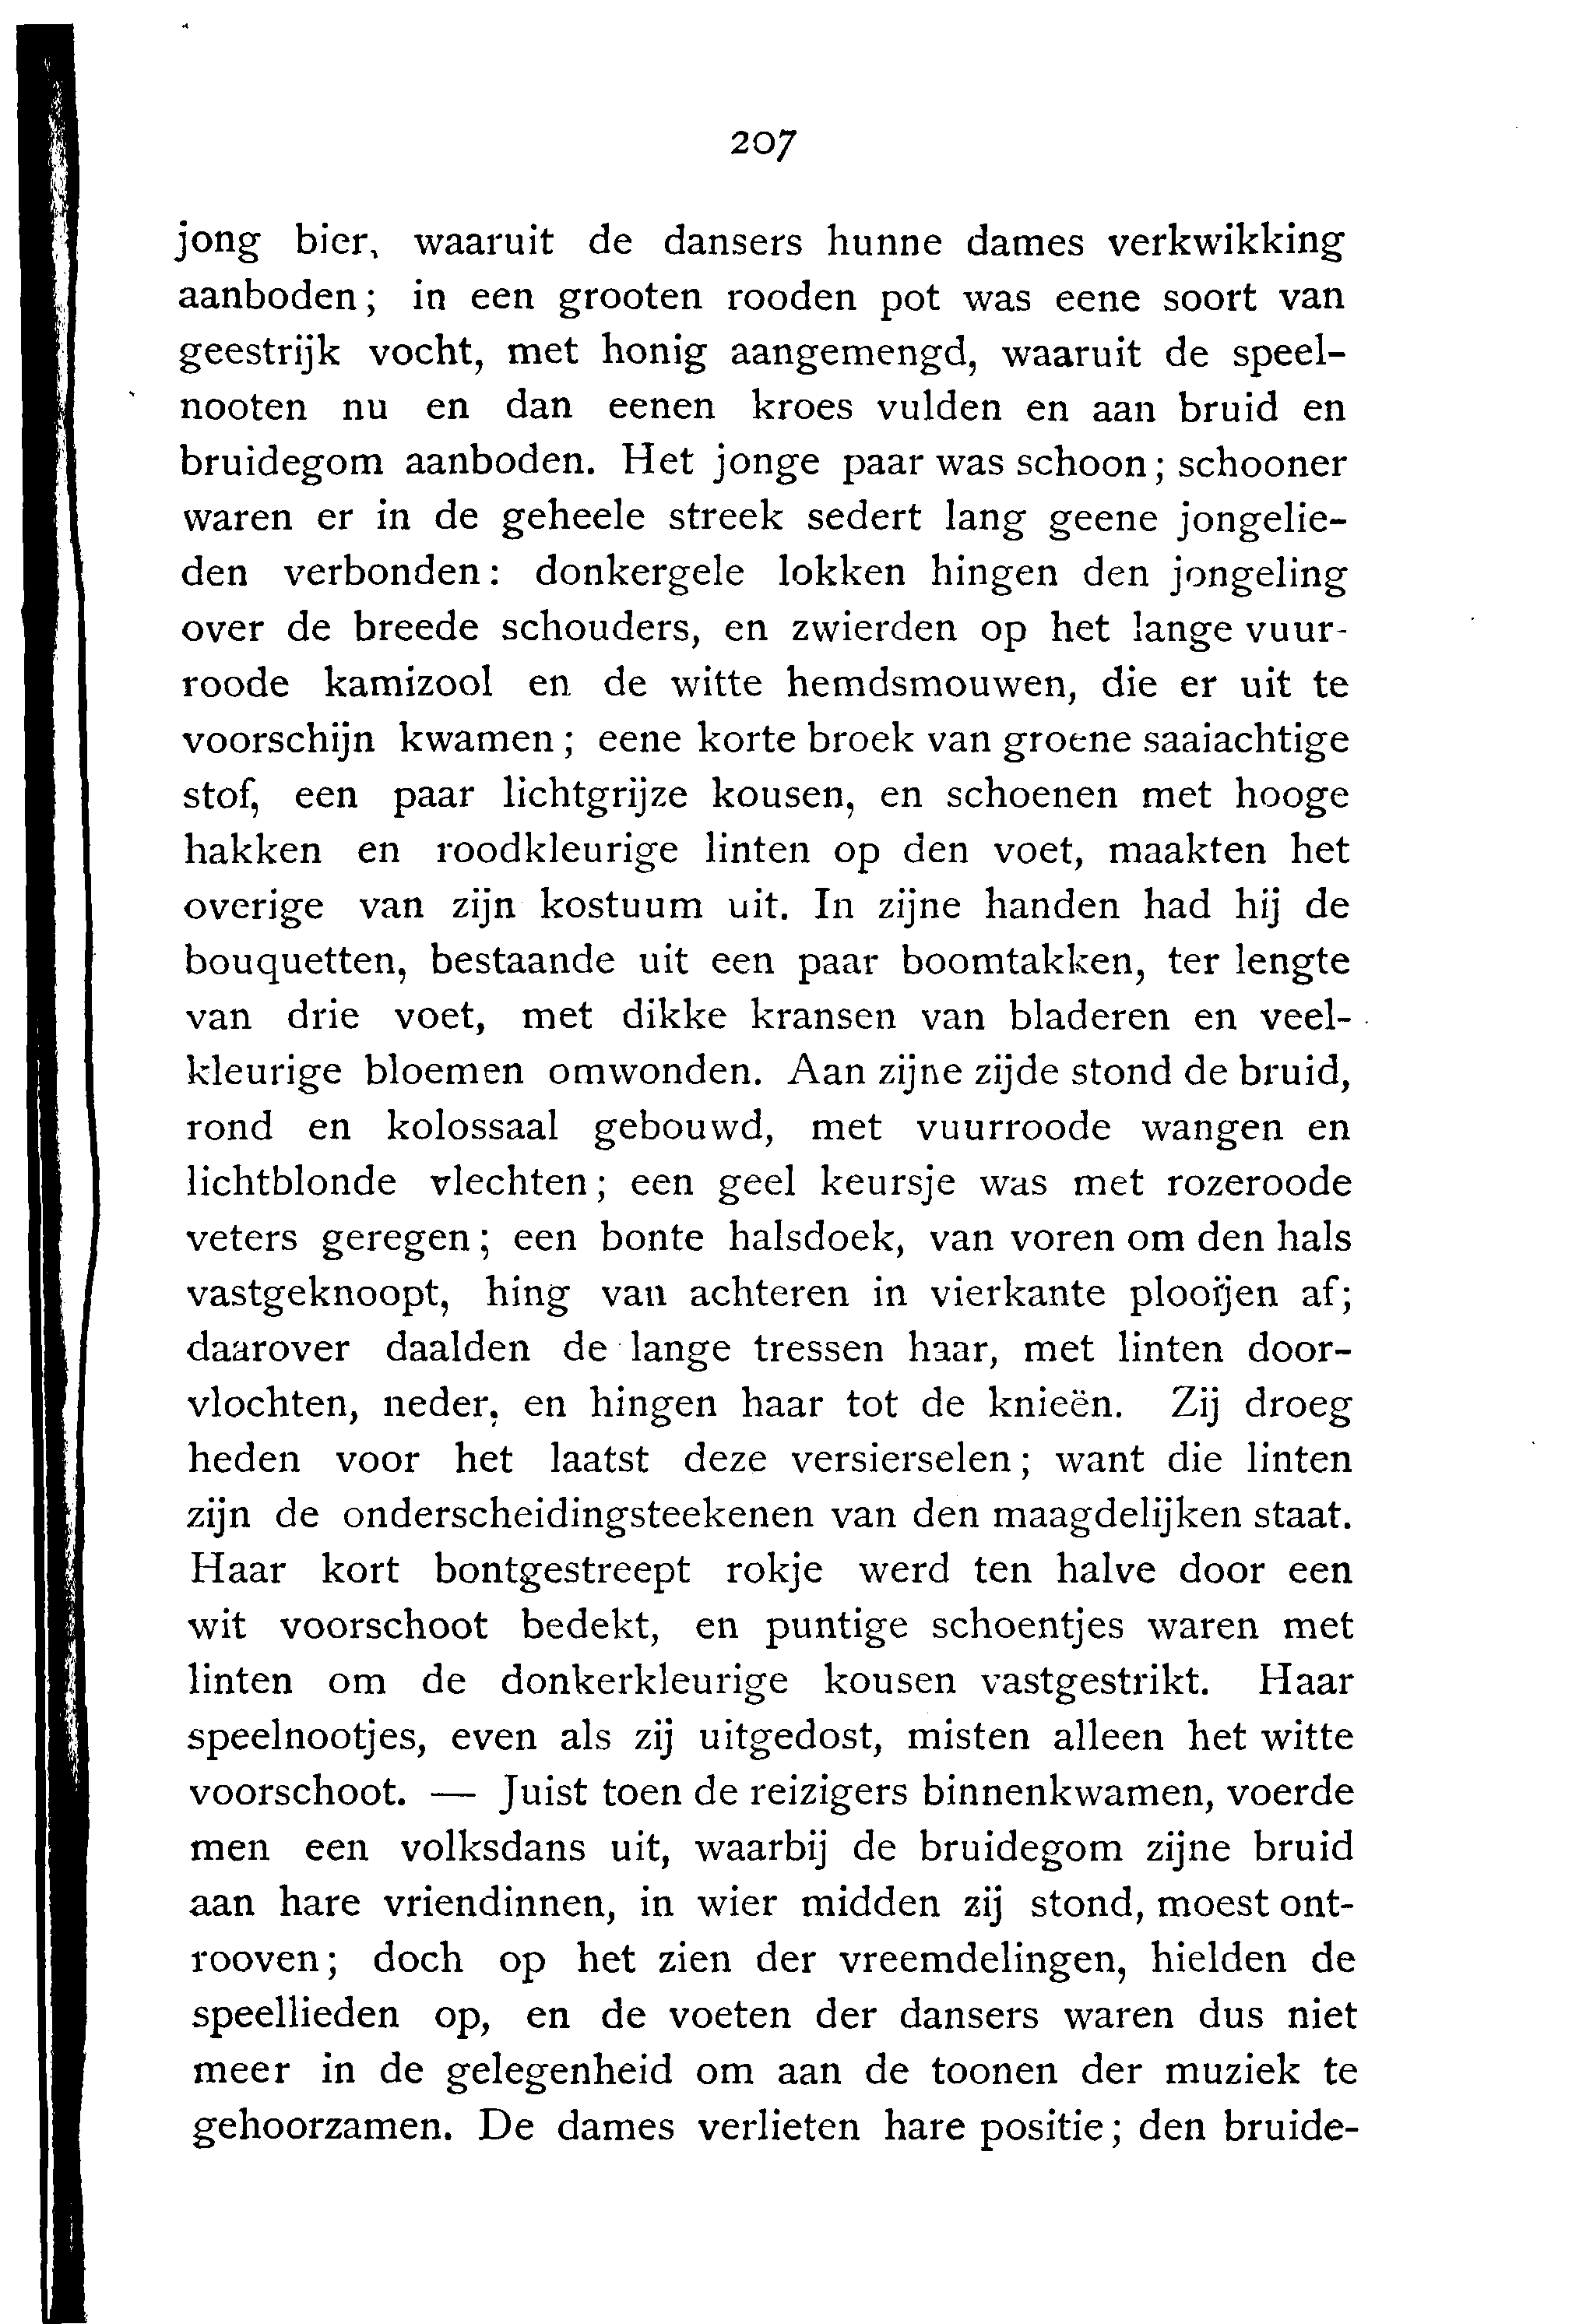 207
jong bier, waaruit de dansers hunne dames verkwikking
aanboden; in een grooten rooden pot was eene soort van
geestrijk vocht, met honig aangemengd, waaruit de speel-
nooten nu en dan eenen kroes vulden en aan bruid en
bruidegom aanboden. Het jonge paar was schoon; schooner
waren er in de geheele streek sedert lang geene jongelie-
den verbonden: donkergele lokken hingen den jongeling
over de breede schouders, en zwierden op het lange vuur-
roode kamizool en de witte hemdsmouwen, die er uit te
voorschijn kwamen; eene korte broek van groene saaiachtige
stof, een paar lichtgrijze kousen, en schoenen met hooge
hakken en roodkleurige linten op den voet, maakten het
overige van zijn kostuum uit. In zijne handen had hij de
bouquetten, bestaande uit een paar boomtakken, ter lengte
van drie voet, met dikke kransen van bladeren en veel-
kleurige bloemen omwonden. Aan zijne zijde stond de bruid,
rond en kolossaal gebouwd, met vuurroode wangen en
lichtblonde vlechten; een geel keursje was met rozeroode
veters geregen; een bonte halsdoek, van voren om den hals
vastgeknoopt, hing van achteren in vierkante plooijen af;
daarover daalden de lange tressen haar, met linten door-
vlochten, neder, en hingen haar tot de knieën. Zij droeg
heden voor het laatst deze versierselen; want die linten
zijn de onderscheidingsteekenen van den maagdelijken staat.
Haar kort bontgestreept rokje werd ten halve door een
wit voorschoot bedekt, en puntige schoentjes waren met
linten om de donkerkleurige kousen vastgestrikt. Haar
speelnootjes, even als zij uitgedost, misten alleen het witte
voorschoot. — Juist toen de reizigers binnenkwamen, voerde
men een volksdans uit, waarbij de bruidegom zijne bruid
aan hare vriendinnen, in wier midden zij stond, moest ont-
rooven; doch op het zien der vreemdelingen, hielden de
speellieden op, en de voeten der dansers waren dus niet
meer in de gelegenheid om aan de toonen der muziek te
gehoorzamen. De dames verlieten hare positie; den bruide-